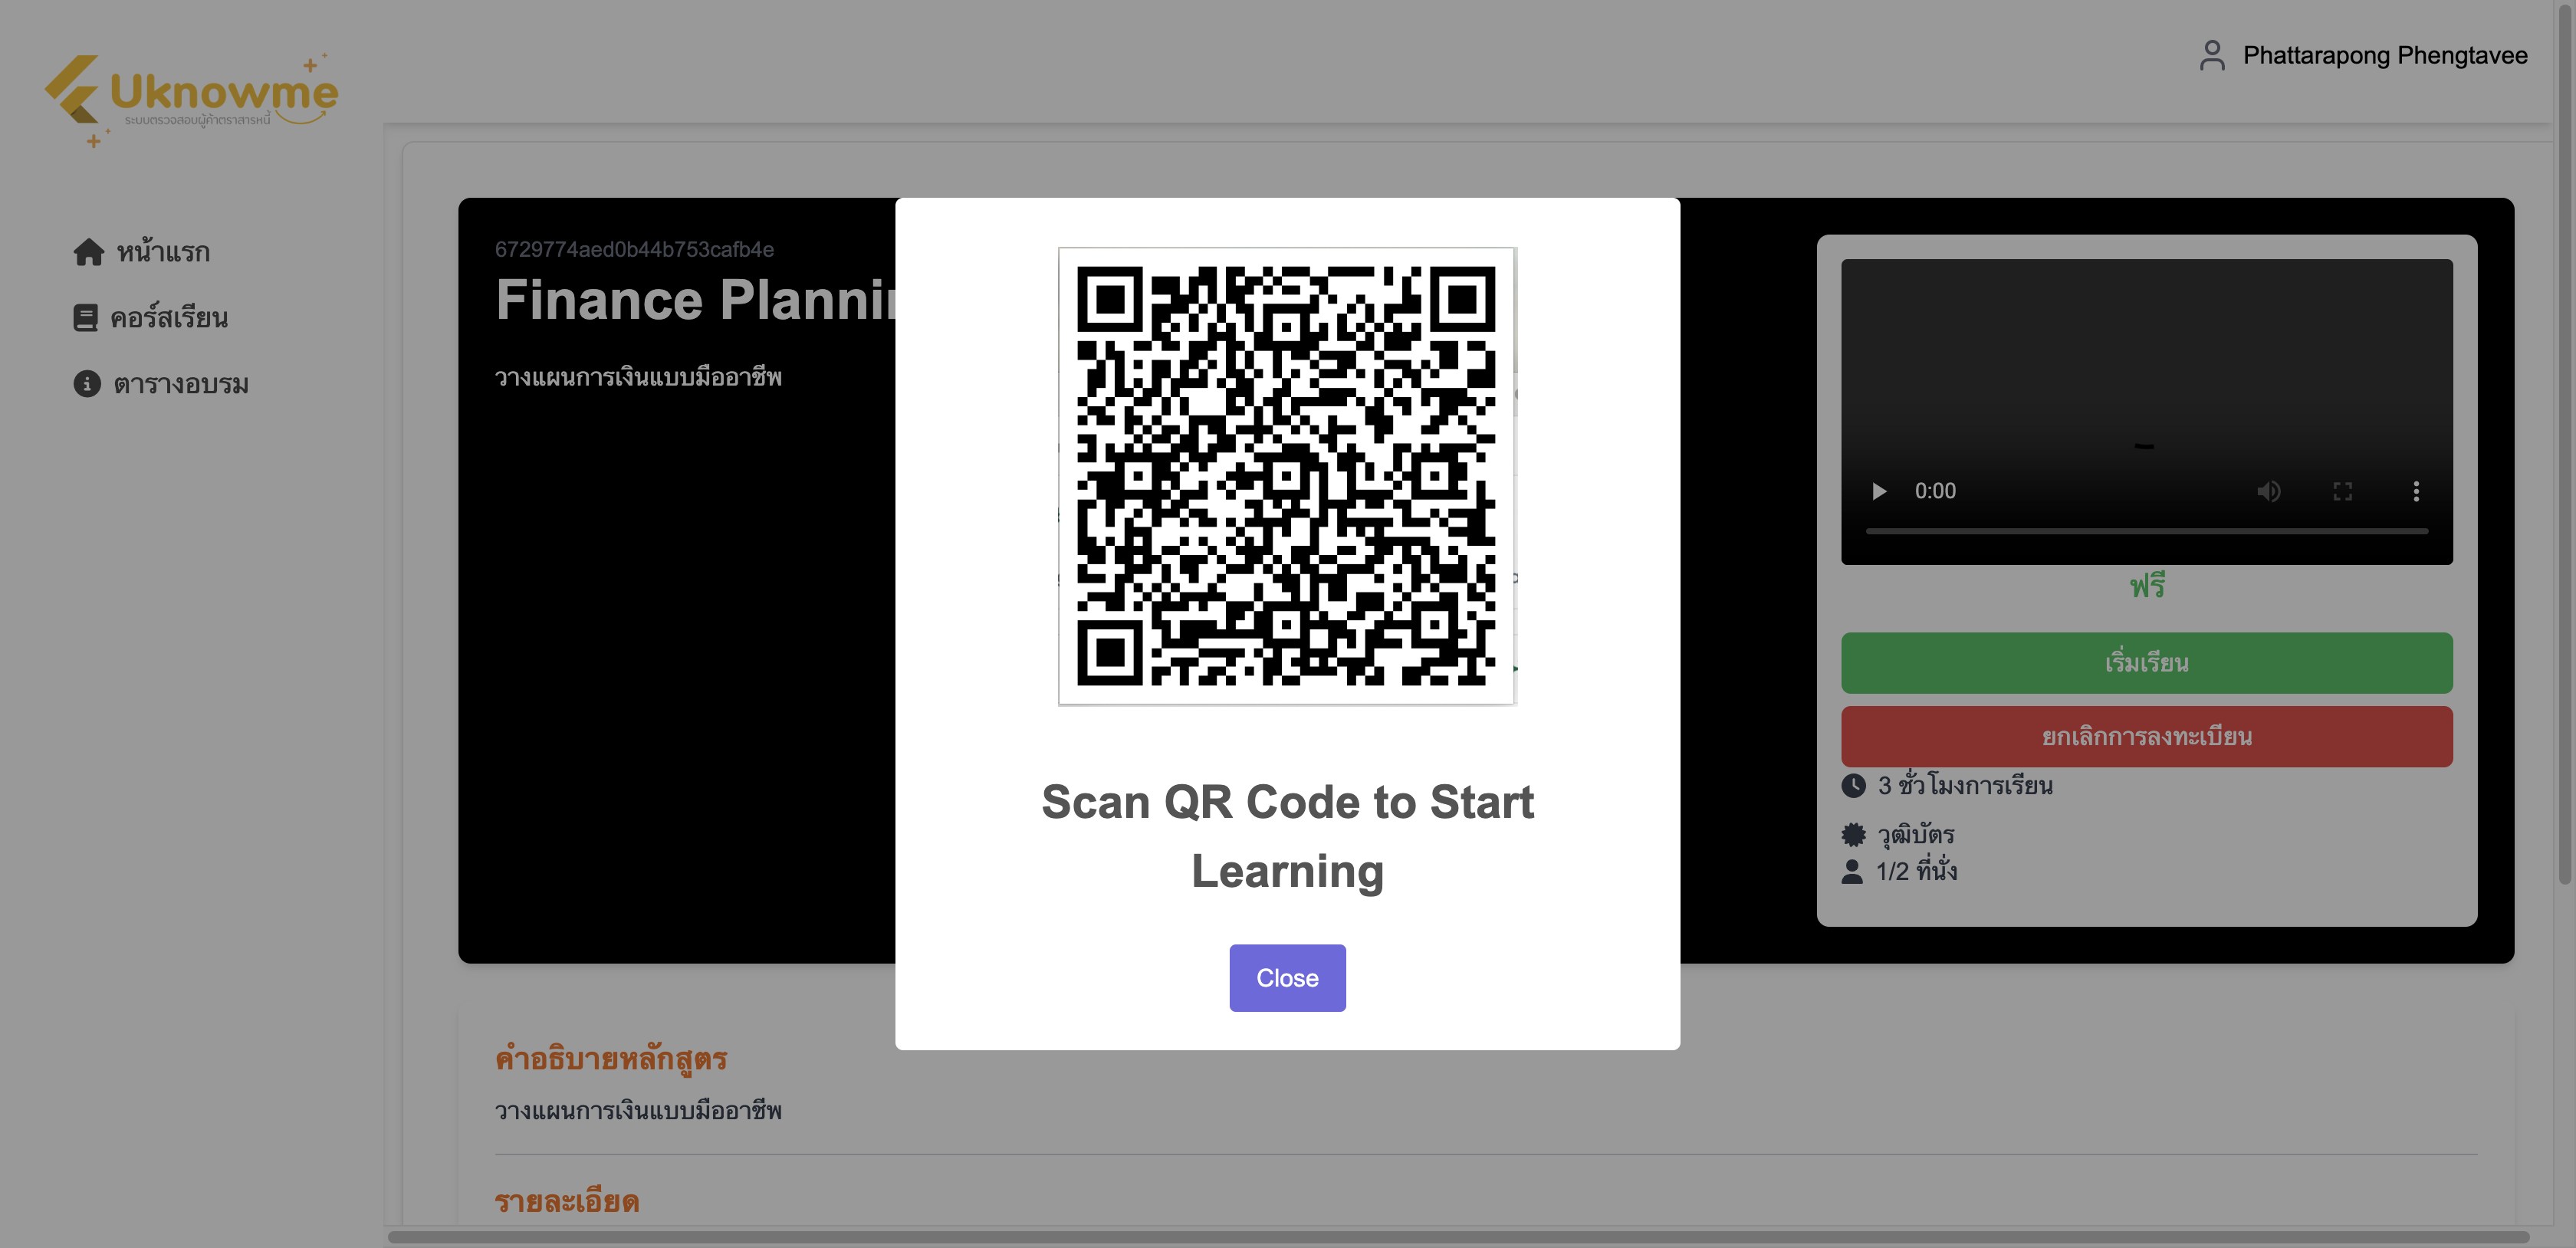 Uknowme
ระบบตรวจสอบผู้ค้าตราสารหนี้
Phattarapong Phengtavee
หน้าแรก
คอร์สเรียน
ตารางอบรม
6729774aed0b44b753cafb4e
Finance Plannin
วางแผนการเงินแบบมืออาชีพ
Scan QR Code to Start
Learning
Close
0:00
ฟรี
เริ่มเรียน
ยกเลิกการลงทะเบียน
3 ชั่วโมงการเรียน
วุฒิบัตร
1/2 ที่นั่ง
คำอธิบายหลักสูตร
วางแผนการเงินแบบมืออาชีพ
รายละเอียด